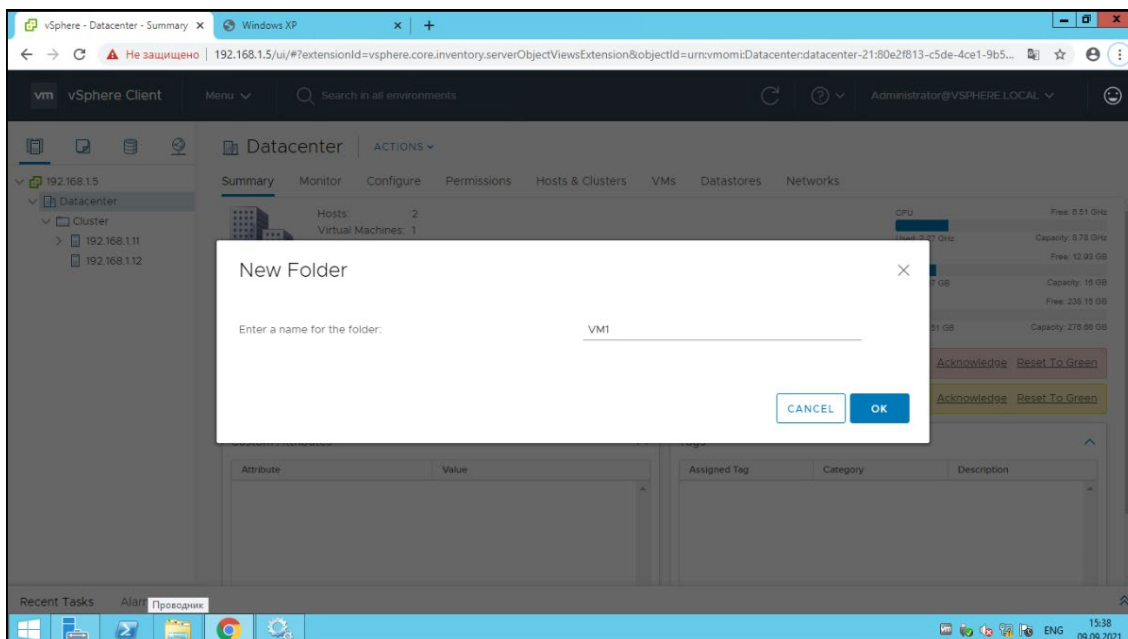 vSphere - Datacenter - Summary
Windows XP
Не защищено 192.168.1.5/ui/#?extensionId=vsphere.core.inventory.serverObjectViewsExtension&objectId=urn:vmomi:Datacenter:datacenter-21:80e2f813-c5de-4ce1-9b5...
vm vSphere Client Menu Search in all environments Administrator@VSPHERE.LOCAL
Datacenter ACTIONS
192.168.1.5
Datacenter
Cluster
192.168.1.11
192.168.1.12
Summary Monitor Configure Permissions Hosts & Clusters VMs Datastores Networks
Hosts: 2
Virtual Machines: 1
CPU Free: 6.51 GHz
Capacity: 8.78 GHz
Free: 12.93 GB
Capacity: 16 GB
Free: 238.15 GB
Capacity: 278.66 GB
New Folder
Enter a name for the folder: VM1
CANCEL OK
Acknowledge Reset To Green
Acknowledge Reset To Green
Attribute Value
Assigned Tag Category Description
Recent Tasks
Проводник
ENG
15:38
09.09.2021